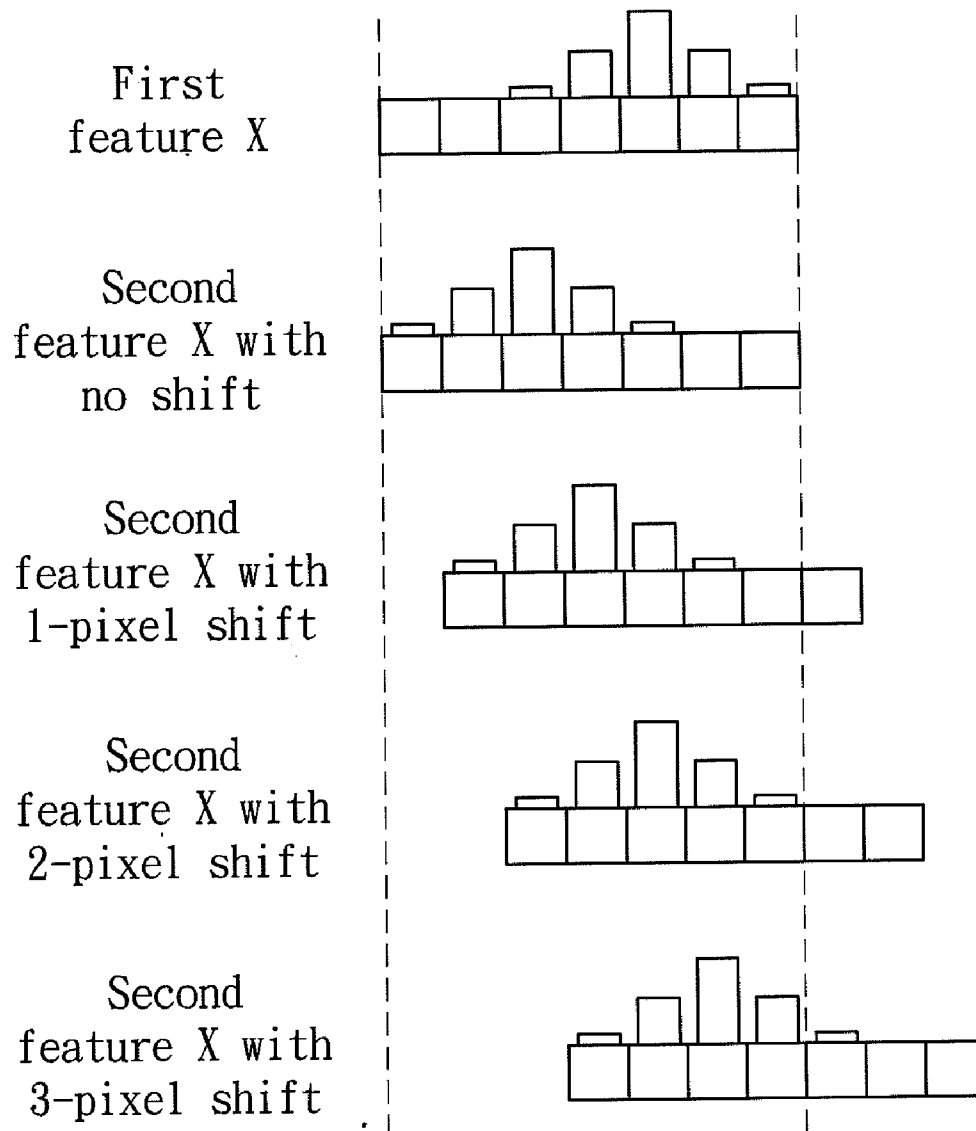 First
feature X
Second
feature X with
no shift
Second
feature X with
1-pixel shift
Second
feature X with
2-pixel shift
Second
feature X with
3-pixel shift